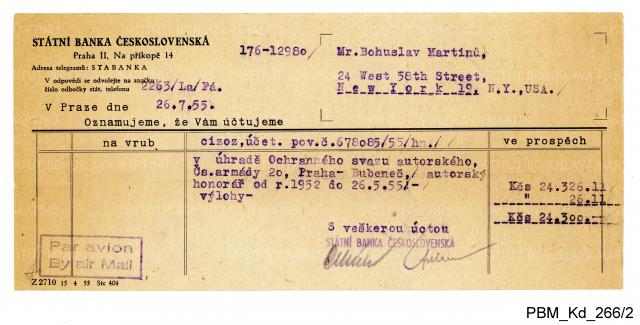 STÁTNÍ BANKA ČESKOSLOVENSKÁ
Praha II, Na příkopě 14
Adresa telegramů: STABANKA
V odpovědi se odvolejte na značku
číslo odbočky stát. telefonu
2263/La/Fá.
176-12980/
Mr.Bohuslav Martinů,
24 West 58th Street,
New York 19, N.Y.,USA.
V Praze dne 26.7.55.
Oznamujeme, že Vám účtujeme
na vrub
cizoz.účet. pov.č.678085/55/hn./
ve prospěch
v úhradě Ochranného svazu autorského,
Čs.armády 20, Praha-Bubeneč,/ autorský
honorář od r.1952 do 26.5.55/-
Kčs 24.326.11
výlohy-
" 26.11
Kčs 24.300.--
S veškerou úctou
STÁTNÍ BANKA ČESKOSLOVENSKÁ
Par avion
By air Mail
Z 2710 15 4 55 Stc 404
PBM_Kd_266/2